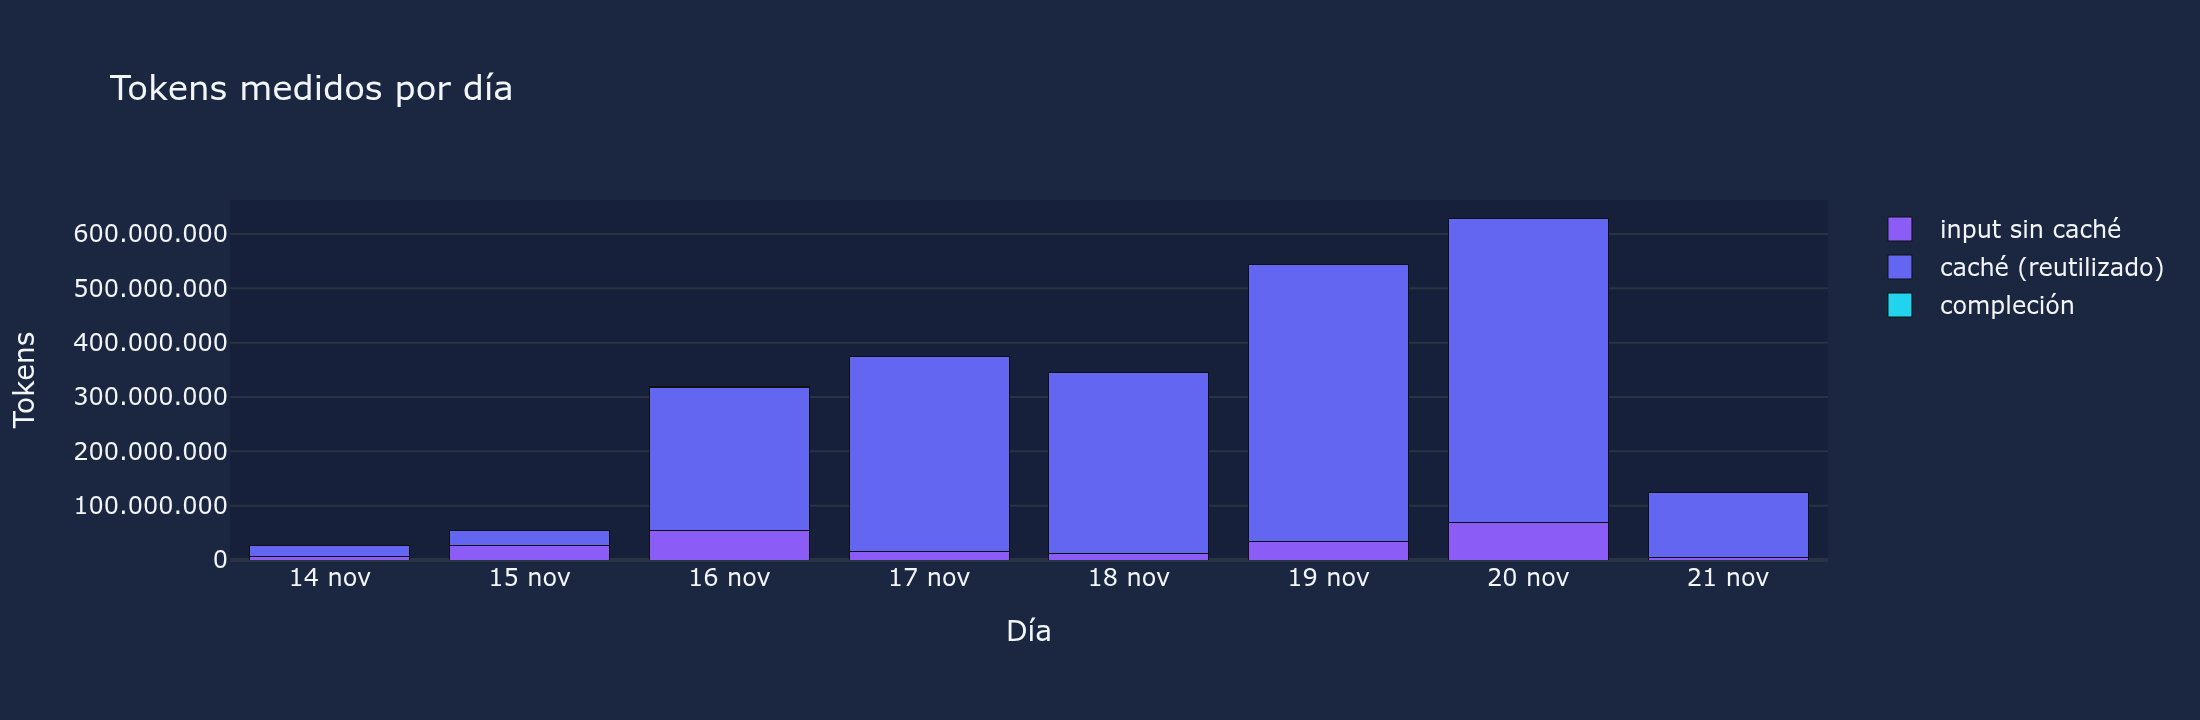 Tokens medidos por día
600.000.000
500.000.000
400.000.000
300.000.000
200.000.000
100.000.000
0
Tokens
14 nov
15 nov
16 nov
17 nov
18 nov
19 nov
20 nov
21 nov
Día
input sin caché
caché (reutilizado)
compleción